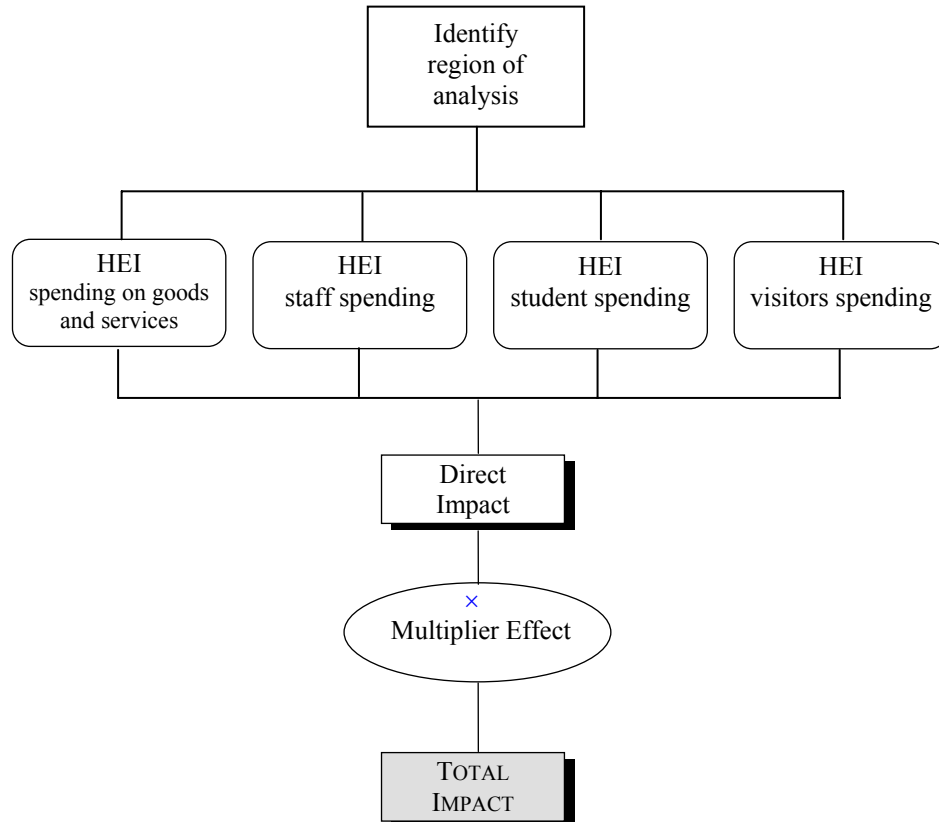 Identify
region of
analysis
HEI
spending on goods
and services
HEI
staff spending
HEI
student spending
HEI
visitors spending
Direct
Impact
×
Multiplier Effect
TOTAL
IMPACT